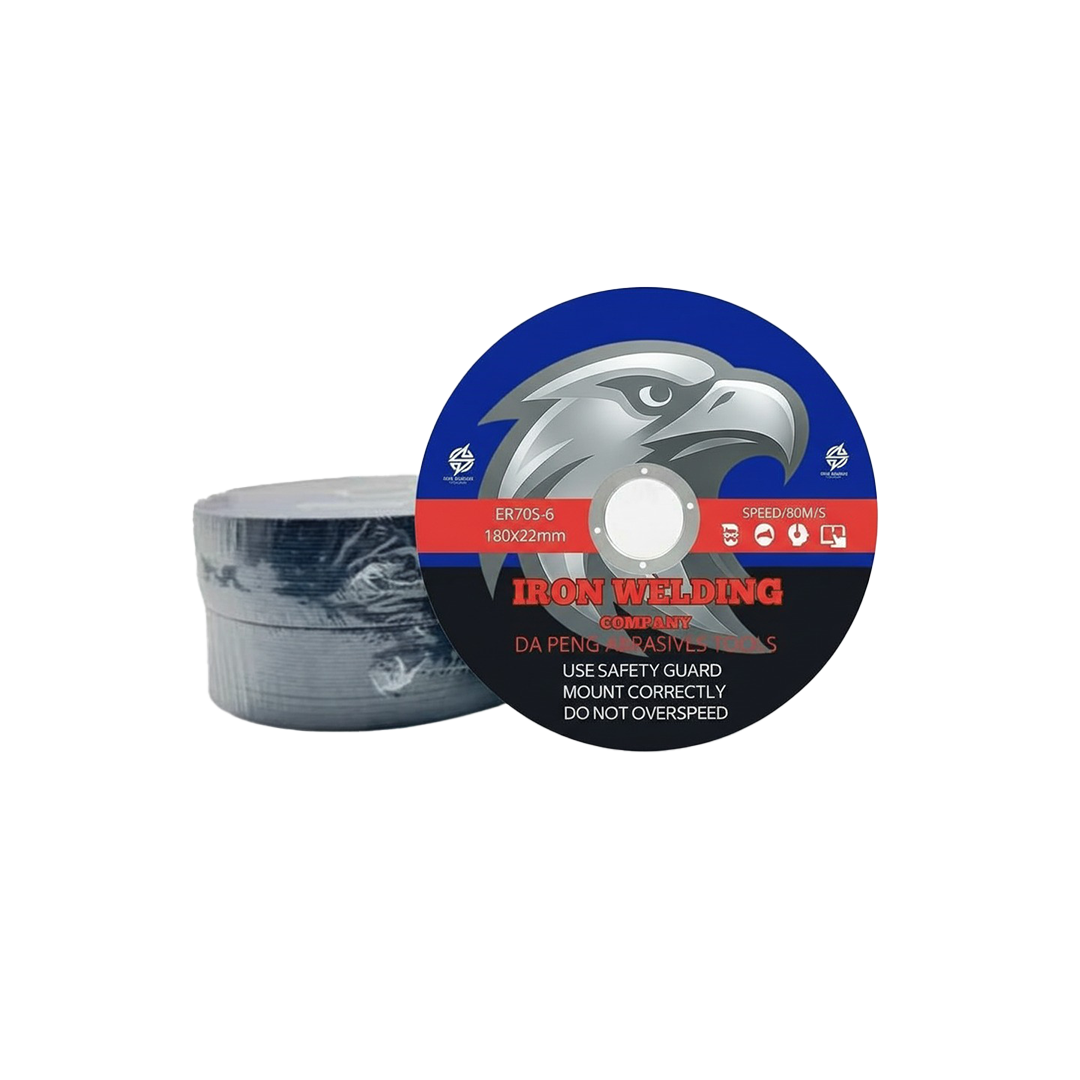 ER70S-6
180X22mm
SPEED/80M/S
IRON WELDING
COMPANY
DA PENG ABRASIVES TOOLS
USE SAFETY GUARD
MOUNT CORRECTLY
DO NOT OVERSPEED